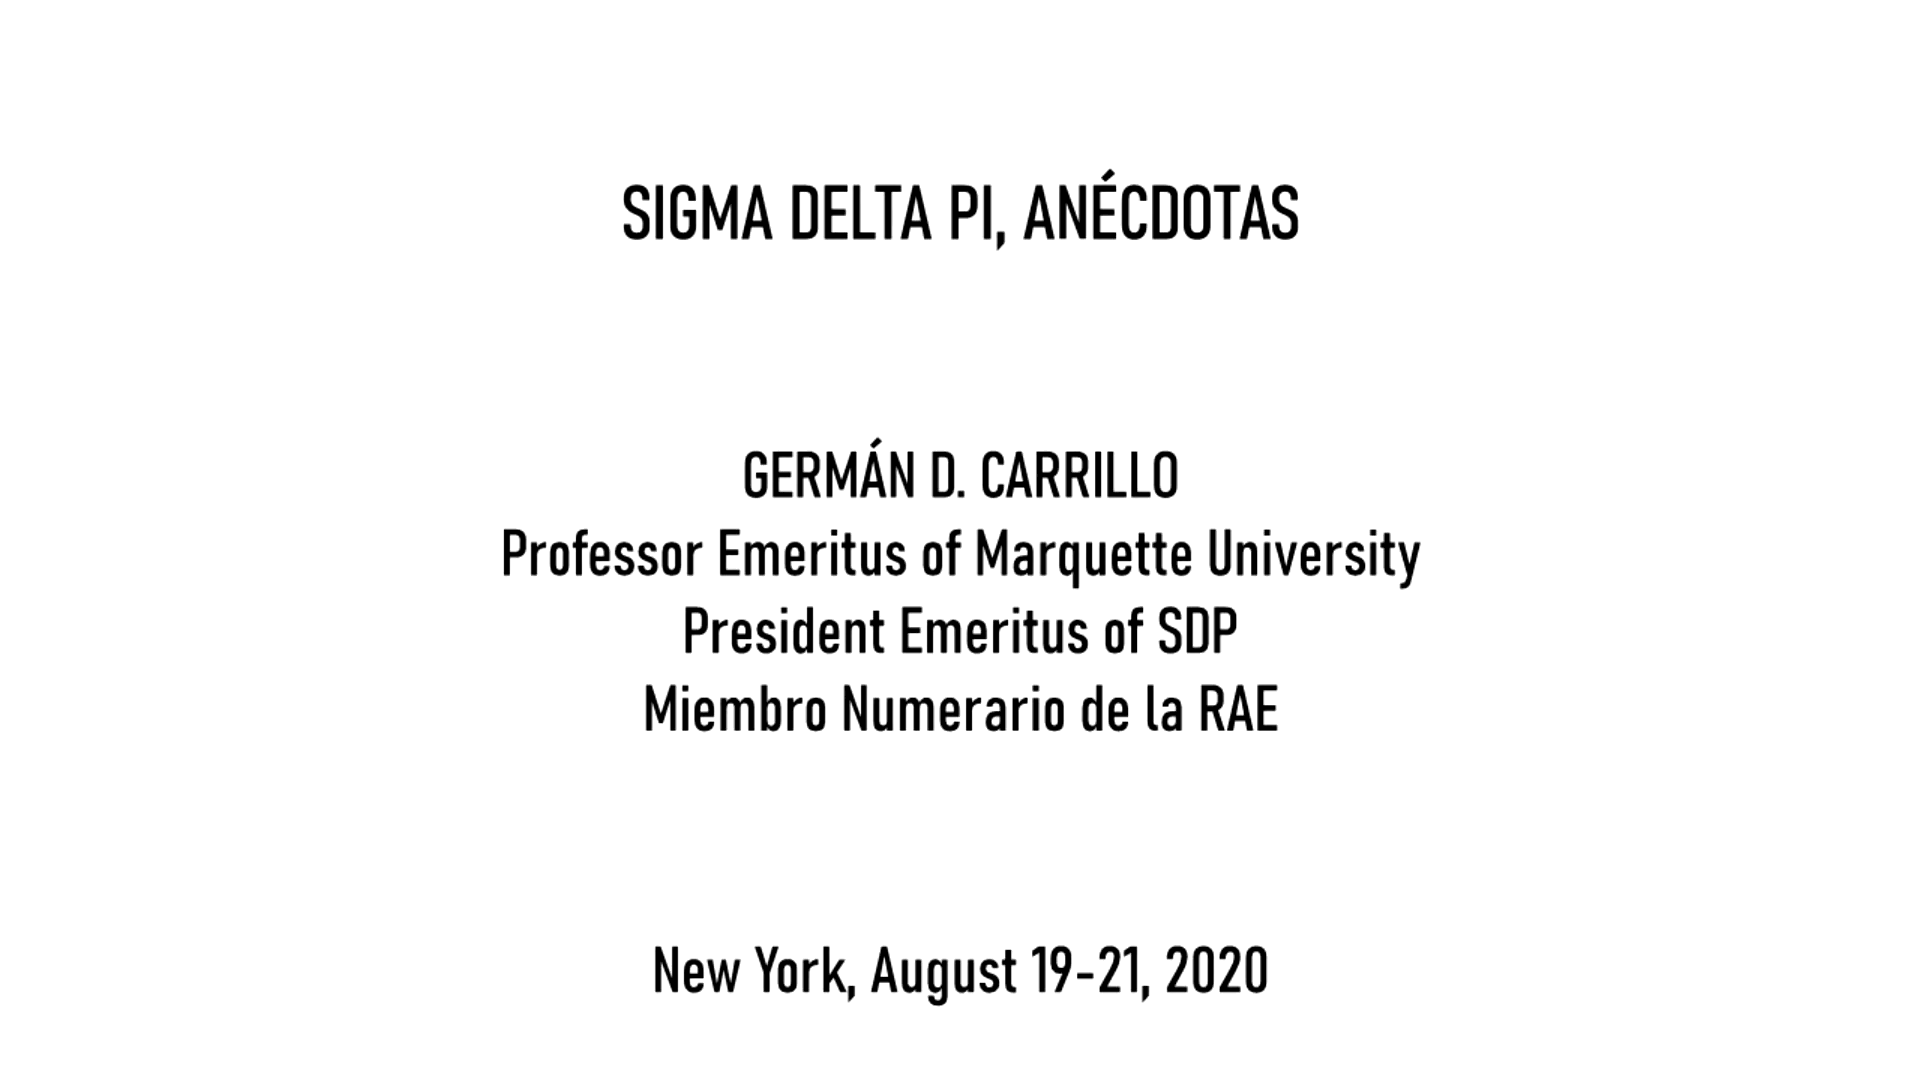 SIGMA DELTA PI, ANÉCDOTAS
GERMÁN D. CARRILLO
Professor Emeritus of Marquette University
President Emeritus of SDP
Miembro Numerario de la RAE
New York, August 19-21, 2020